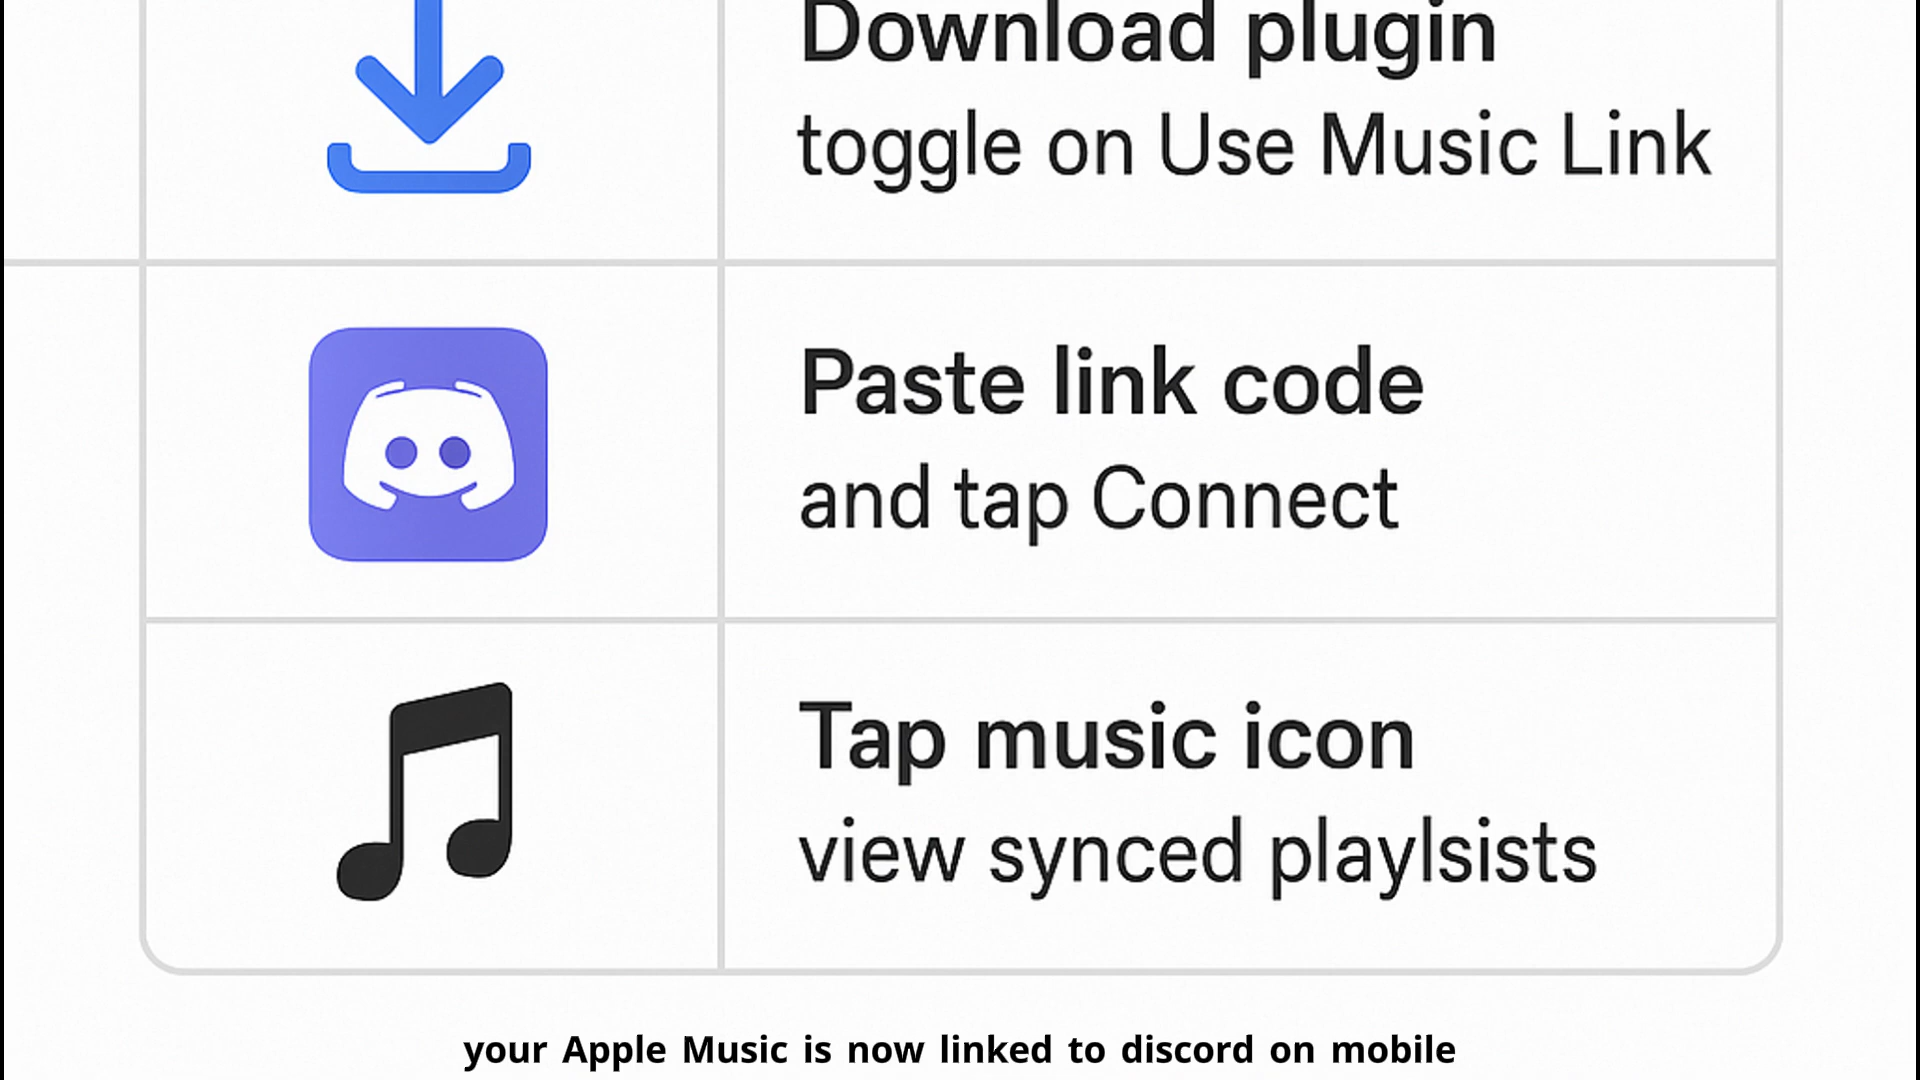 Download plugin
toggle on Use Music Link
Paste link code
and tap Connect
Tap music icon
view synced playlsists
your Apple Music is now linked to discord on mobile